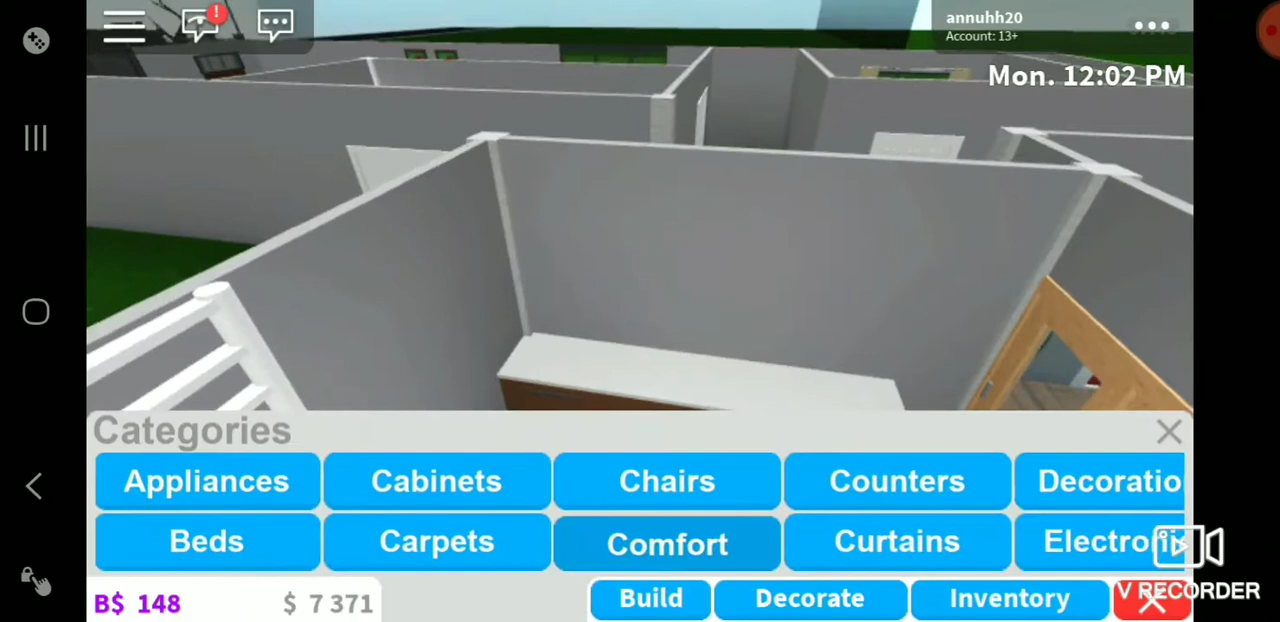 annuhh20
Account: 13+
Mon. 12:02 PM
Categories
Appliances
Cabinets
Chairs
Counters
Decoratio
Beds
Carpets
Comfort
Curtains
Electroni
B$ 148
$ 7 371
Build
Decorate
Inventory
V RECORDER